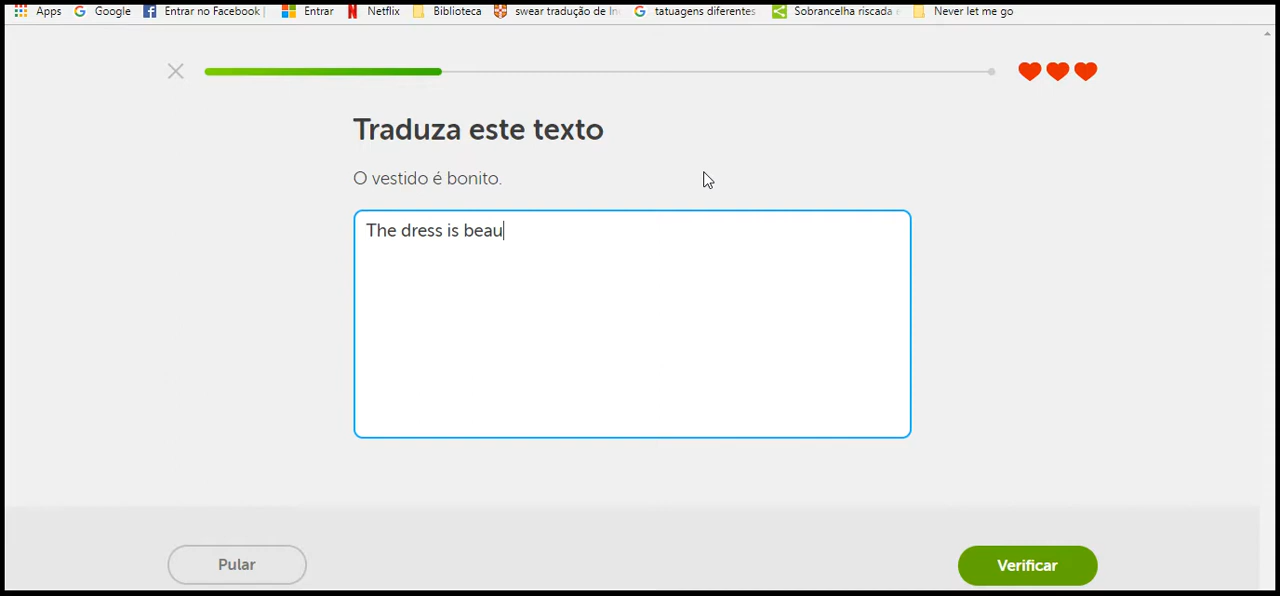 Apps Google Entrar no Facebook Entrar Netflix Biblioteca swear tradução de In tatuagens diferentes Sobrancelha riscada Never let me go
Traduza este texto
O vestido é bonito.
The dress is beau
Pular Verificar